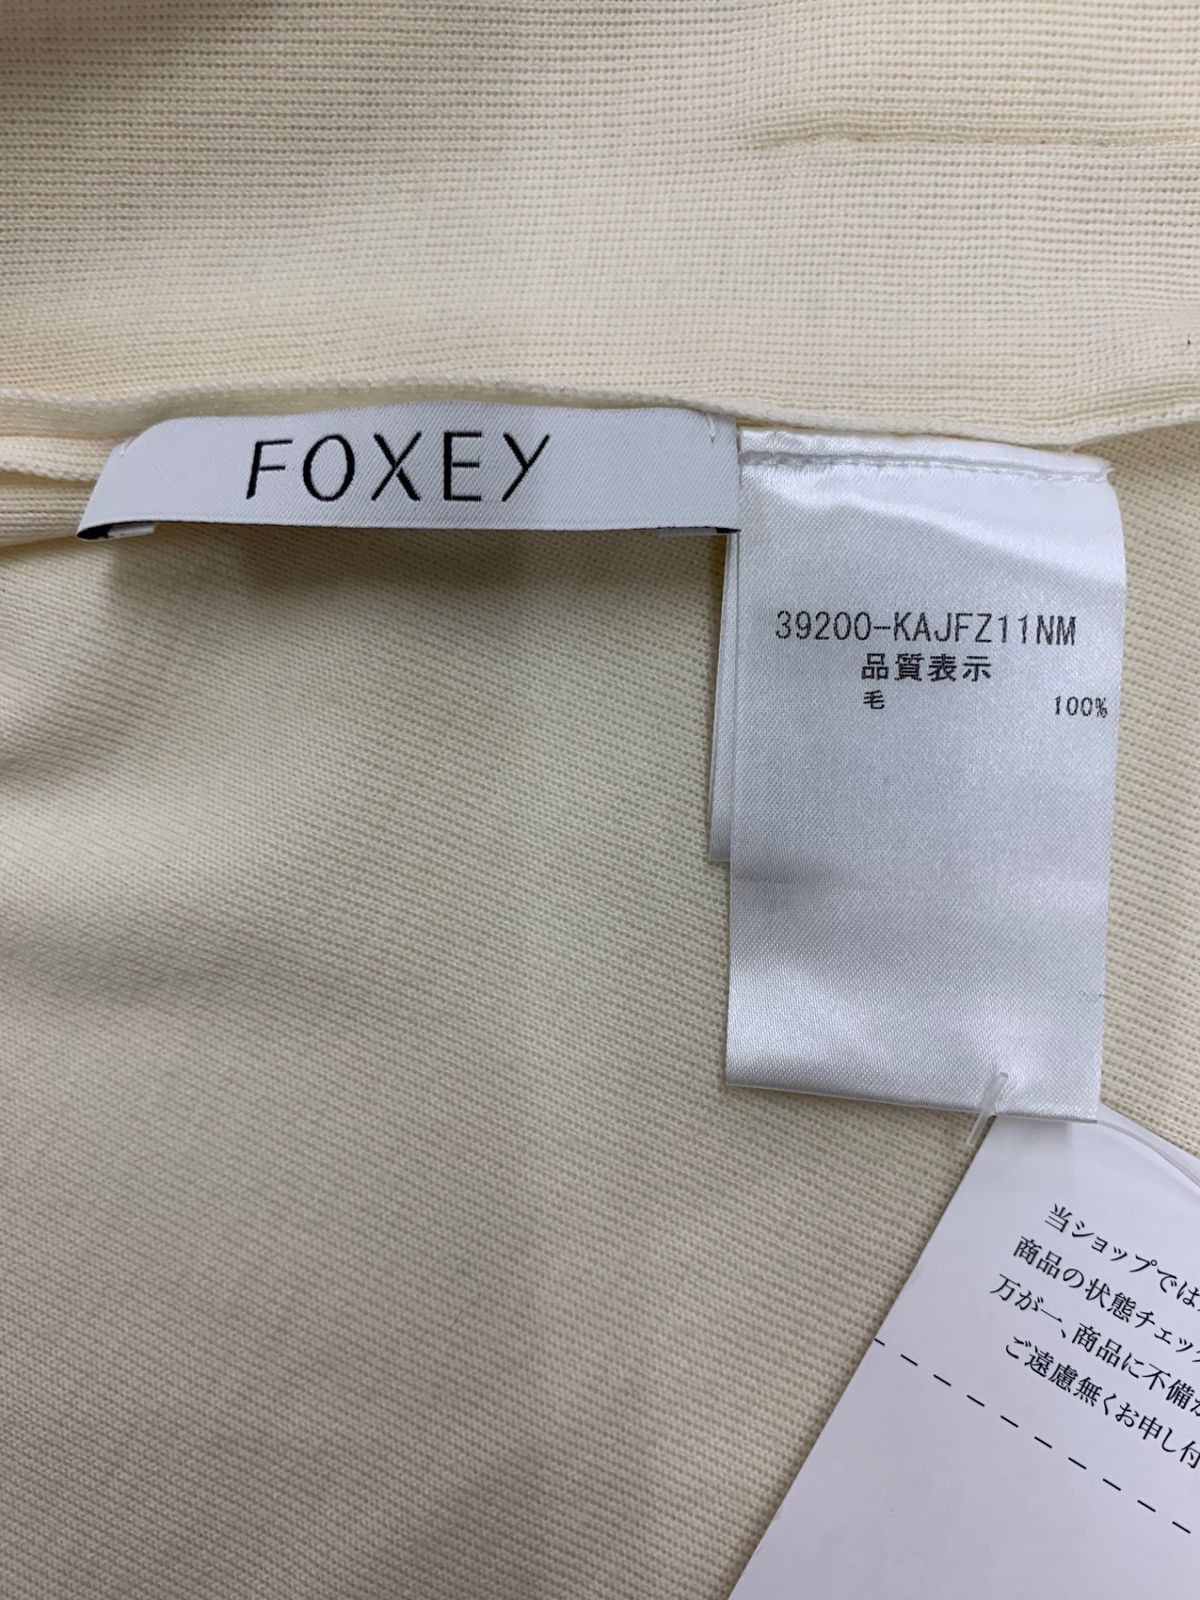 FOXEY
39200-KAJFZ11NM
品質表示
毛 100%
当ショップでは
商品の状態チェック
万が一、商品に不備が
ご遠慮無くお申し付